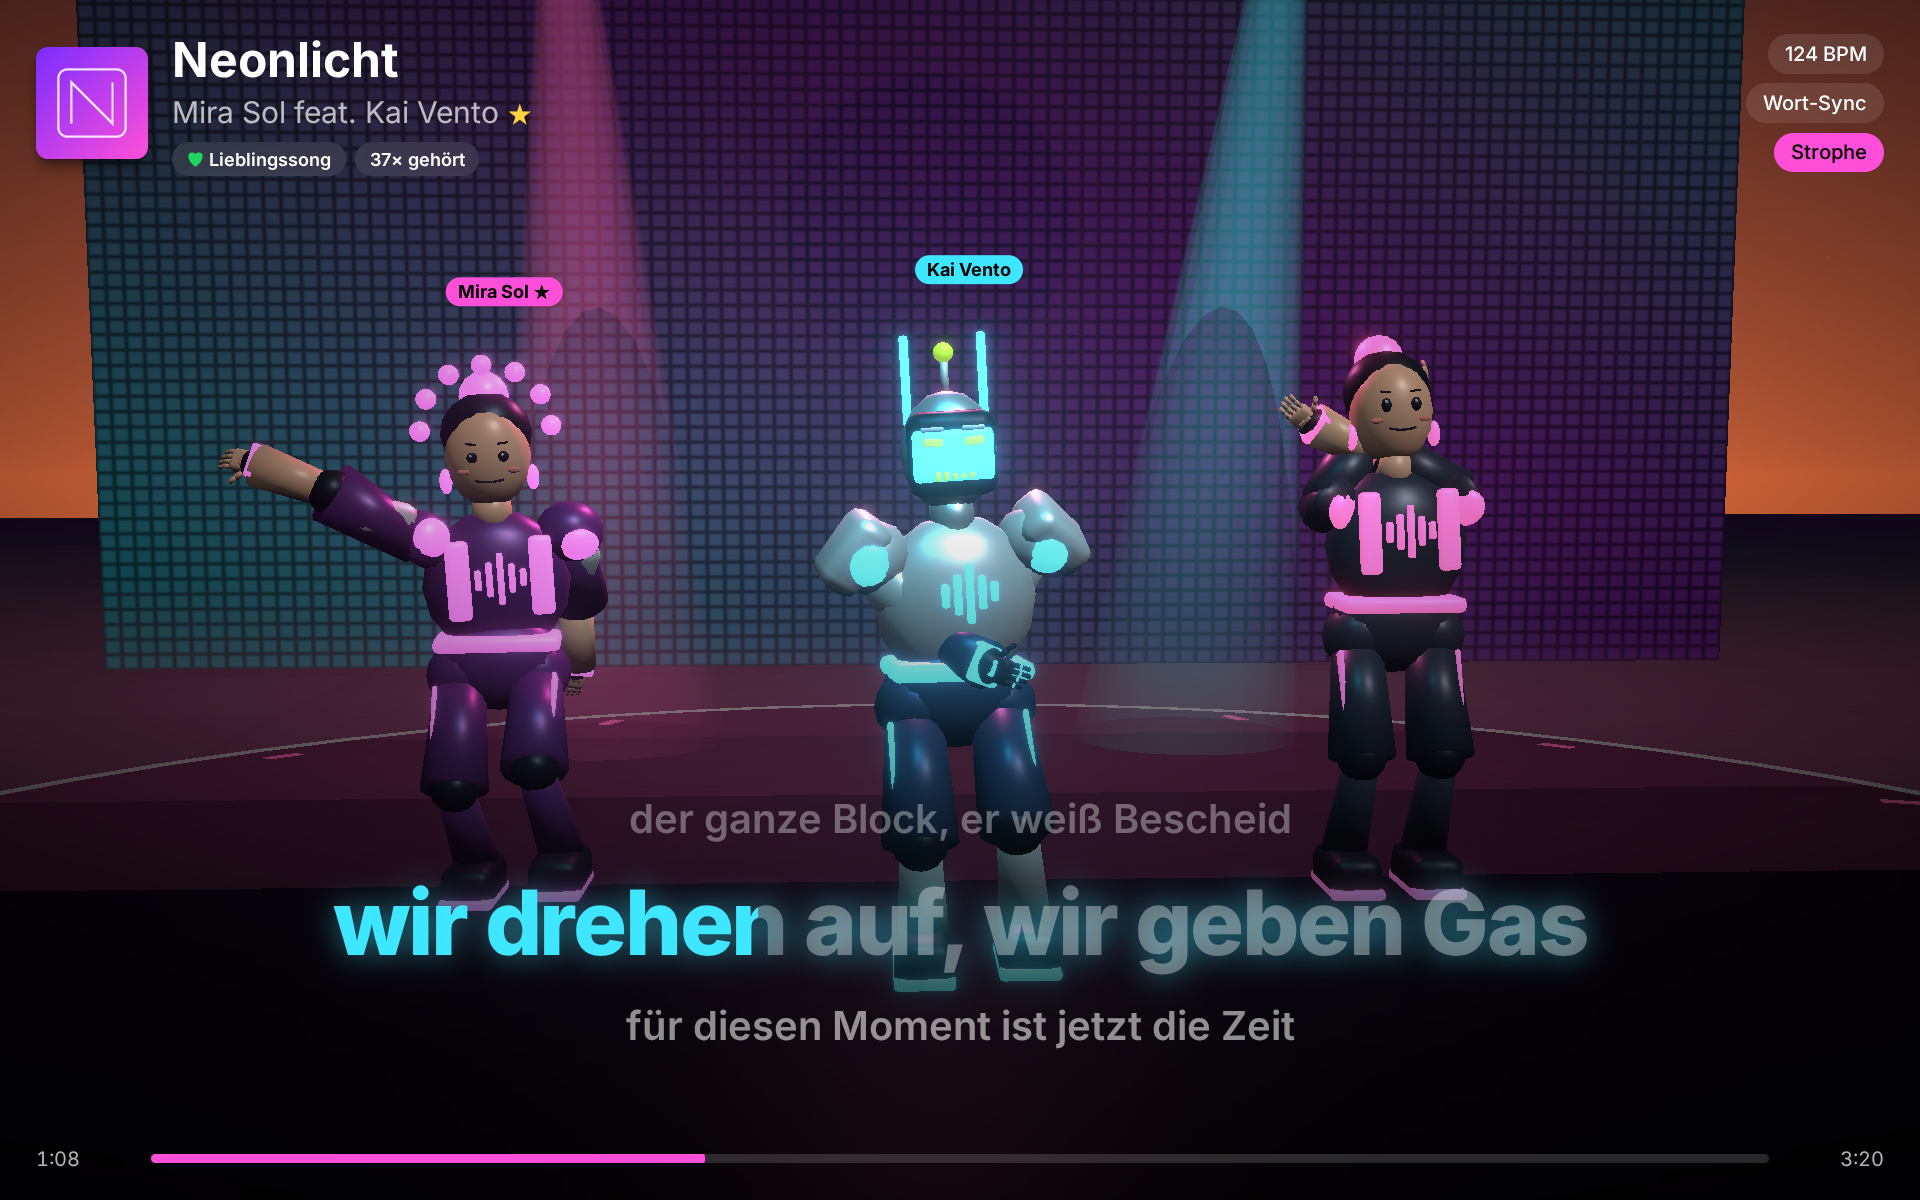 Neonlicht
Mira Sol feat. Kai Vento ★
Lieblingssong
37× gehört
124 BPM
Wort-Sync
Strophe
Mira Sol ★
Kai Vento
der ganze Block, er weiß Bescheid
wir drehen auf, wir geben Gas
für diesen Moment ist jetzt die Zeit
1:08
3:20